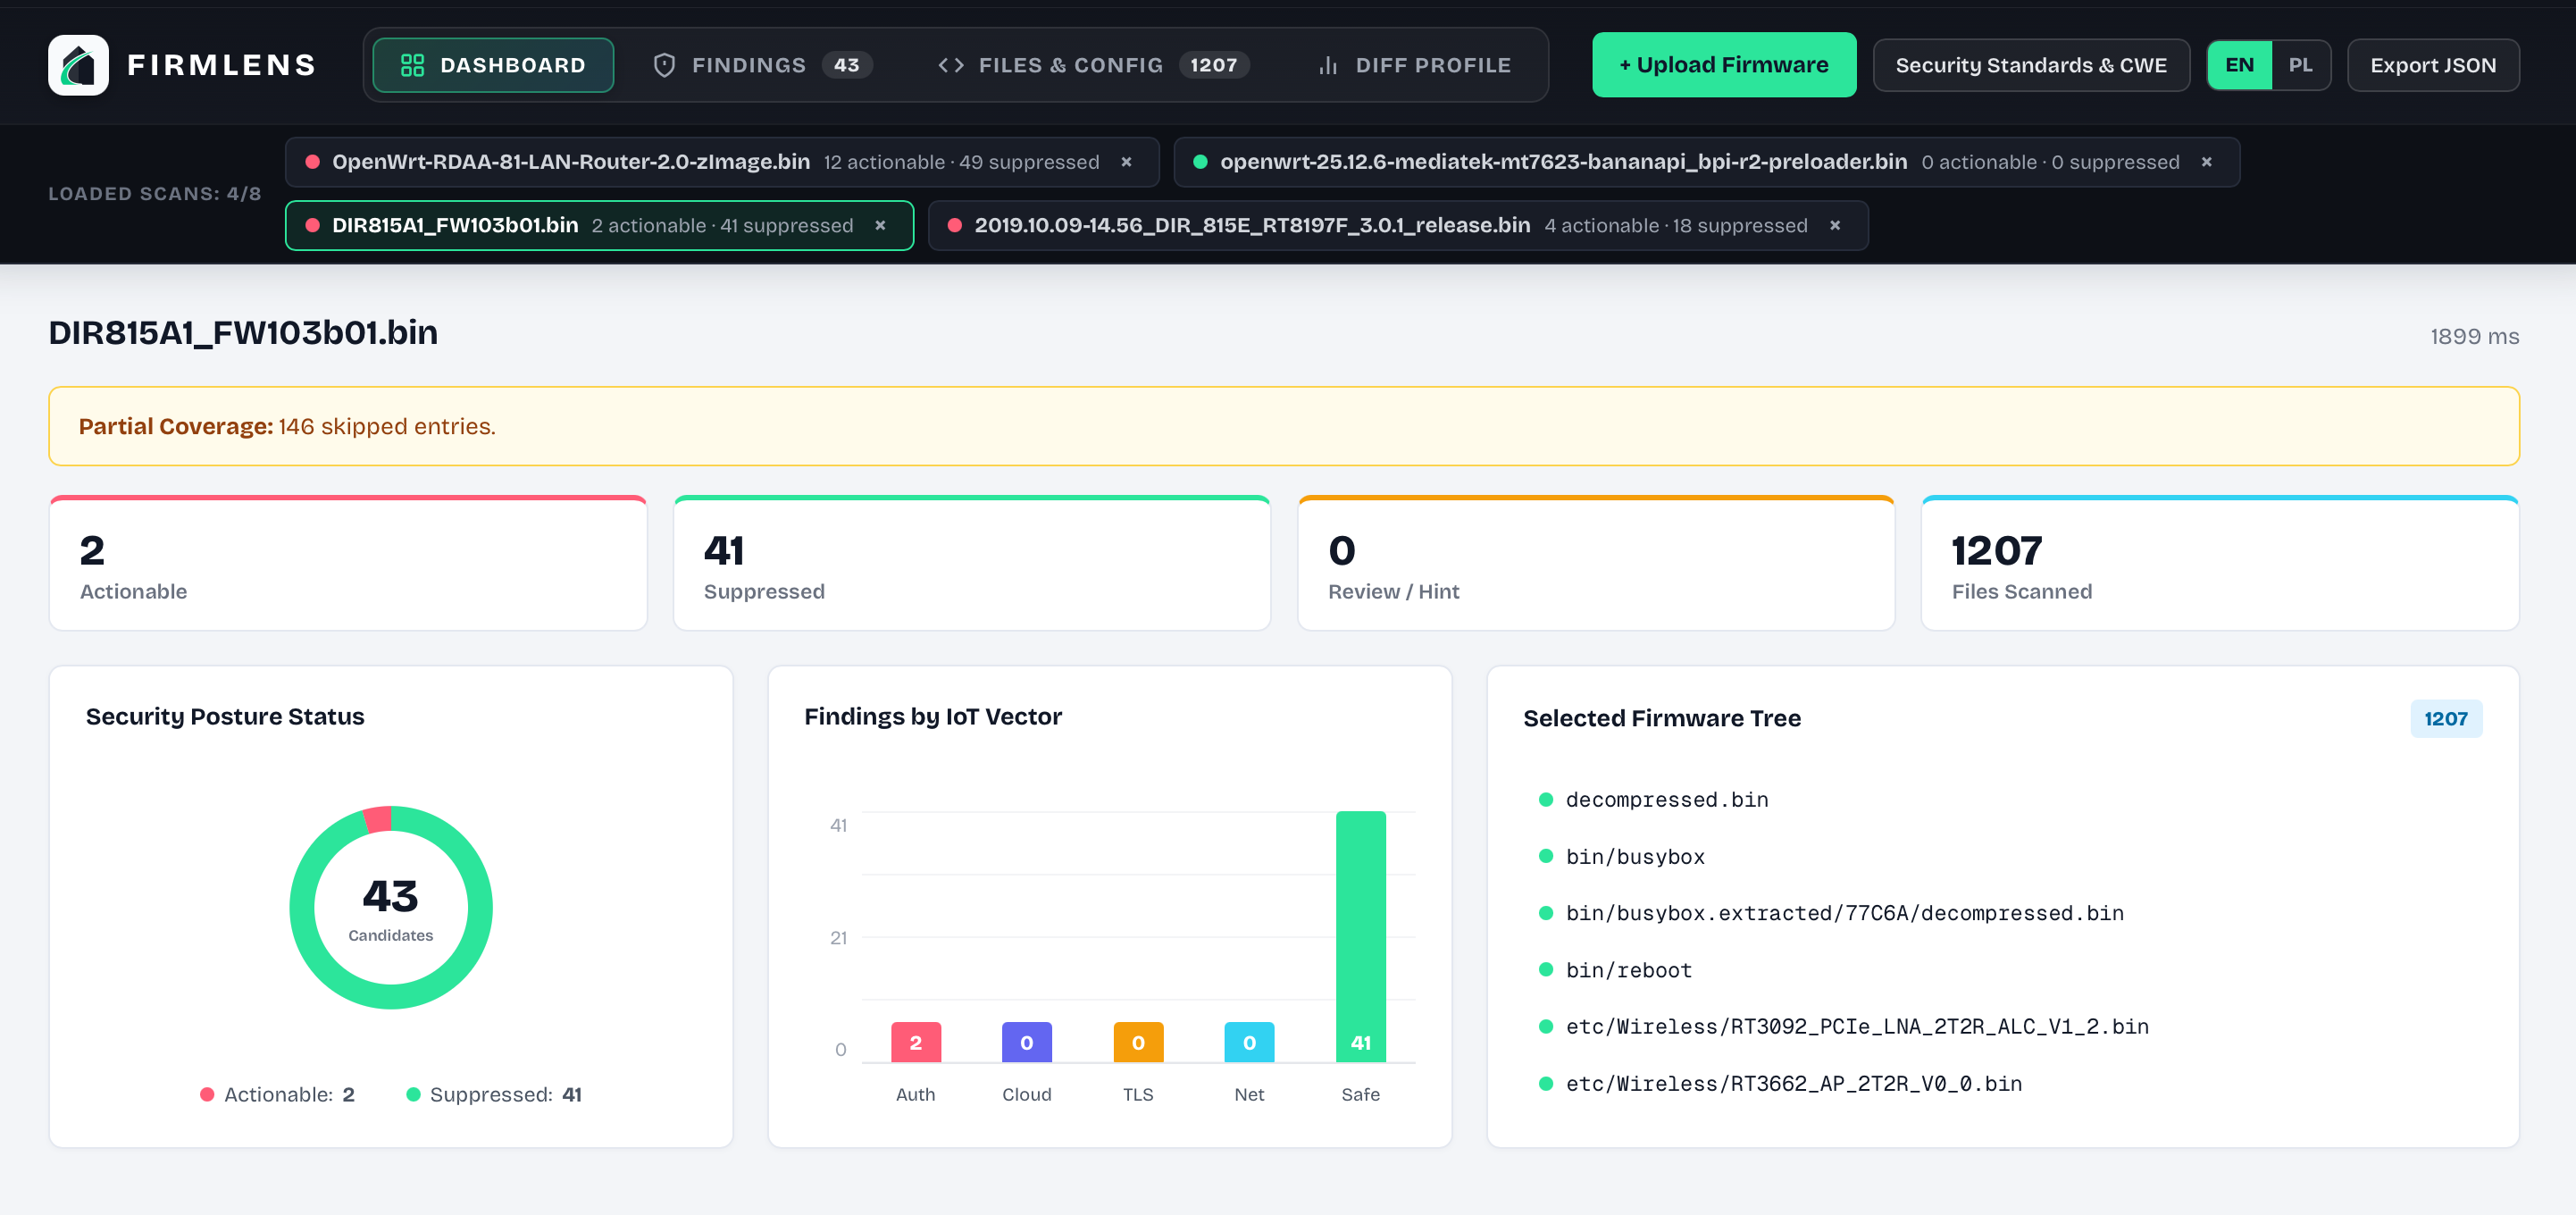 FIRMLENS
DASHBOARD
FINDINGS 43
FILES & CONFIG 1207
DIFF PROFILE
+ Upload Firmware
Security Standards & CWE
EN PL
Export JSON
LOADED SCANS: 4/8
OpenWrt-RDAA-81-LAN-Router-2.0-zImage.bin 12 actionable · 49 suppressed ×
openwrt-25.12.6-mediatek-mt7623-bananapi_bpi-r2-preloader.bin 0 actionable · 0 suppressed ×
DIR815A1_FW103b01.bin 2 actionable · 41 suppressed ×
2019.10.09-14.56_DIR_815E_RT8197F_3.0.1_release.bin 4 actionable · 18 suppressed ×
DIR815A1_FW103b01.bin
1899 ms
Partial Coverage: 146 skipped entries.
2
Actionable
41
Suppressed
0
Review / Hint
1207
Files Scanned
Security Posture Status
43
Candidates
Actionable: 2
Suppressed: 41
Findings by IoT Vector
41
21
0
2 0 0 0 41
Auth Cloud TLS Net Safe
Selected Firmware Tree
1207
decompressed.bin
bin/busybox
bin/busybox.extracted/77C6A/decompressed.bin
bin/reboot
etc/Wireless/RT3092_PCIe_LNA_2T2R_ALC_V1_2.bin
etc/Wireless/RT3662_AP_2T2R_V0_0.bin